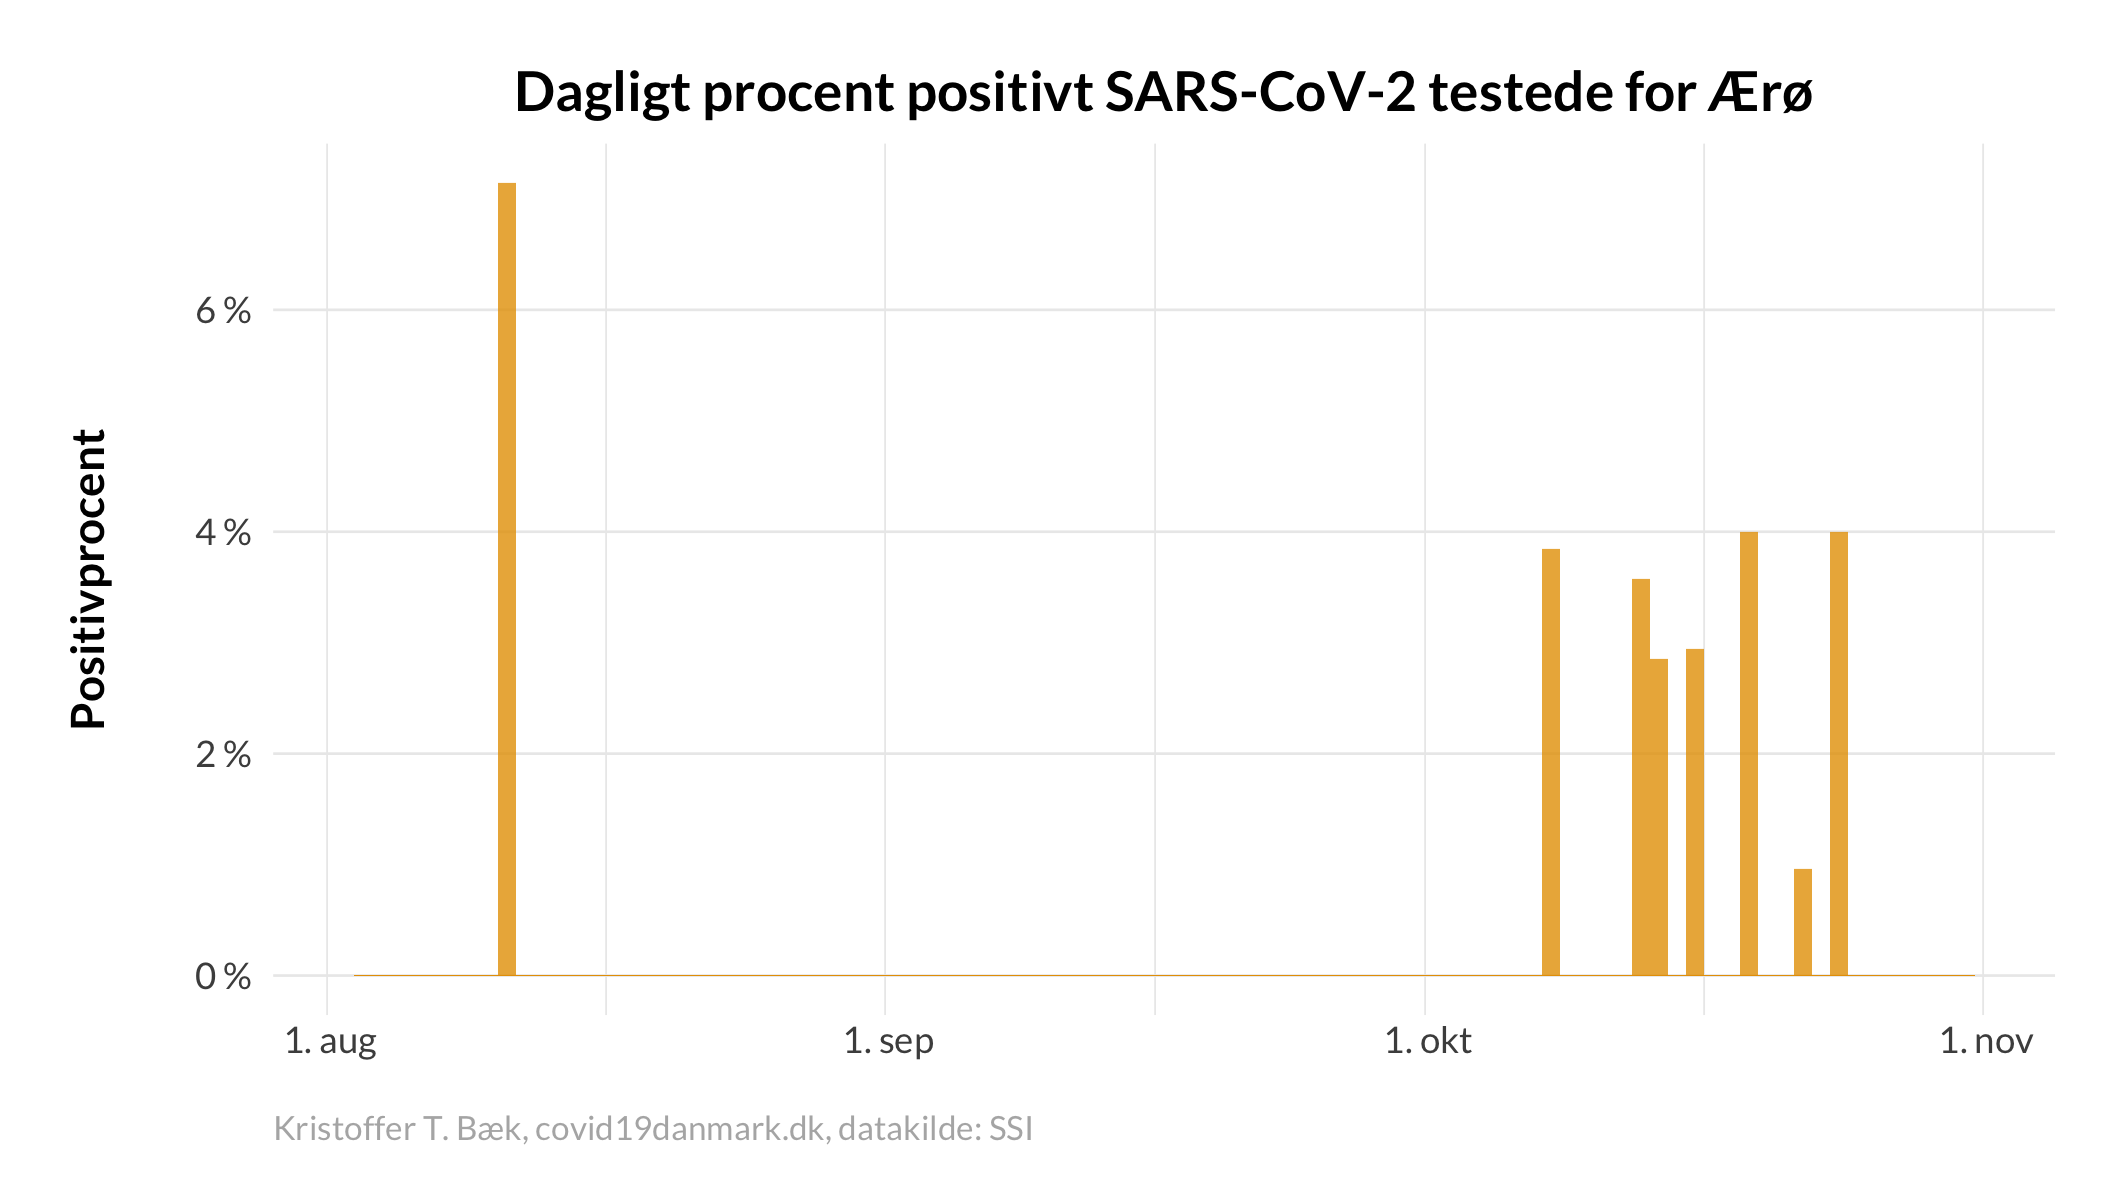 Dagligt procent positivt SARS-CoV-2 testede for Ærø
Positivprocent
6 %
4 %
2 %
0 %
1. aug
1. sep
1. okt
1. nov
Kristoffer T. Bæk, covid19danmark.dk, datakilde: SSI